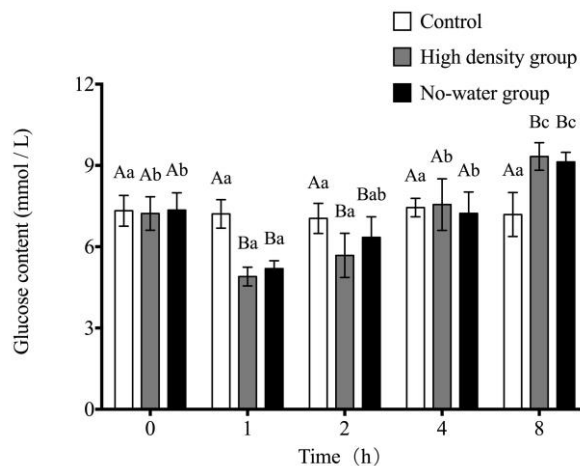 Control
High density group
No-water group
Glucose content (mmol / L)
12
9
6
3
0
Aa Ab Ab
Aa Ba Ba
Aa Ba Bab
Aa Ab Ab
Aa Bc Bc
0 1 2 4 8
Time (h)